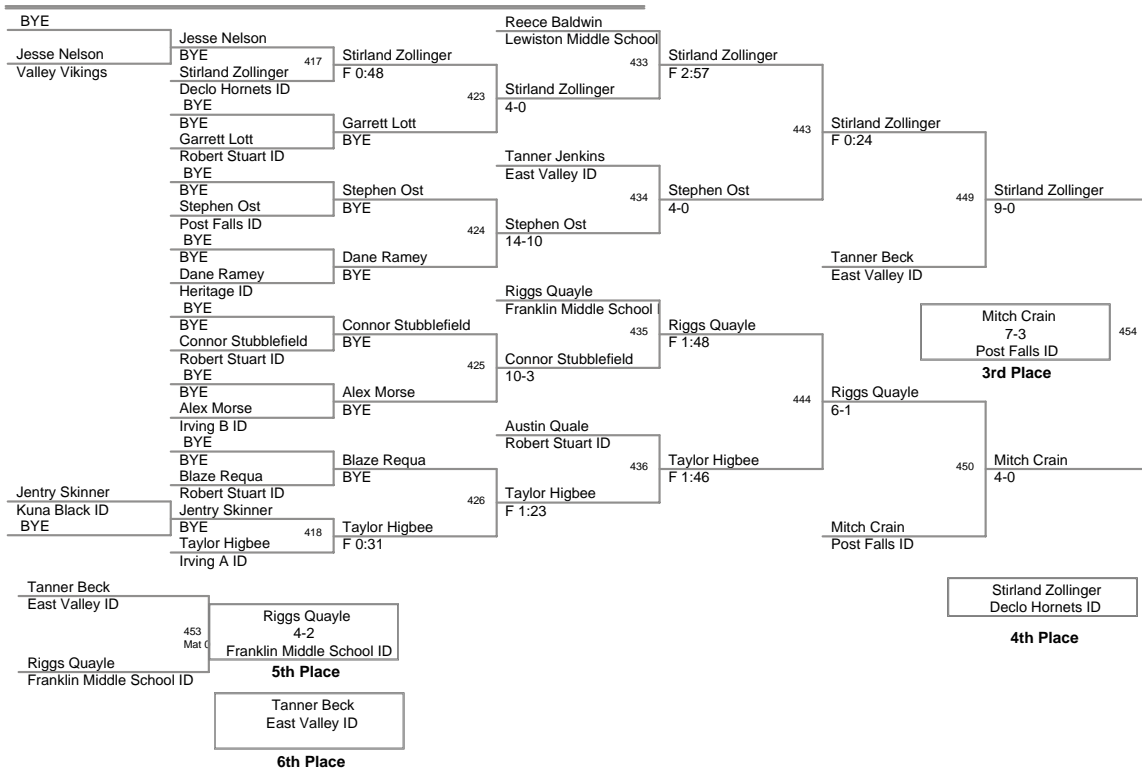 BYE
Jesse Nelson
Valley Vikings
Jentry Skinner
Kuna Black ID
BYE
Jesse Nelson
BYE
417
Stirland Zollinger
Declo Hornets ID
BYE
BYE
Garrett Lott
Robert Stuart ID
BYE
BYE
Stephen Ost
Post Falls ID
BYE
BYE
Dane Ramey
Heritage ID
BYE
BYE
Connor Stubblefield
Robert Stuart ID
BYE
BYE
Alex Morse
Irving B ID
BYE
BYE
Blaze Requa
Robert Stuart ID
Jentry Skinner
BYE
418
Taylor Higbee
Irving A ID
Stirland Zollinger
F 0:48
423
Garrett Lott
BYE
Stephen Ost
BYE
424
Dane Ramey
BYE
Connor Stubblefield
BYE
425
Alex Morse
BYE
Blaze Requa
BYE
426
Taylor Higbee
F 0:31
Reece Baldwin
Lewiston Middle School
433
Stirland Zollinger
4-0
Tanner Jenkins
East Valley ID
434
Stephen Ost
14-10
Riggs Quayle
Franklin Middle School I
435
Connor Stubblefield
10-3
Austin Quale
Robert Stuart ID
436
Taylor Higbee
F 1:23
Stirland Zollinger
F 2:57
443
Stephen Ost
4-0
Riggs Quayle
F 1:48
444
Taylor Higbee
F 1:46
Stirland Zollinger
F 0:24
449
Tanner Beck
East Valley ID
Riggs Quayle
6-1
450
Mitch Crain
Post Falls ID
Stirland Zollinger
9-0
Mitch Crain
7-3
Post Falls ID
454
3rd Place
Mitch Crain
4-0
Stirland Zollinger
Declo Hornets ID
4th Place
Tanner Beck
East Valley ID
453
Mat
Riggs Quayle
Franklin Middle School ID
Riggs Quayle
4-2
Franklin Middle School ID
5th Place
Tanner Beck
East Valley ID
6th Place